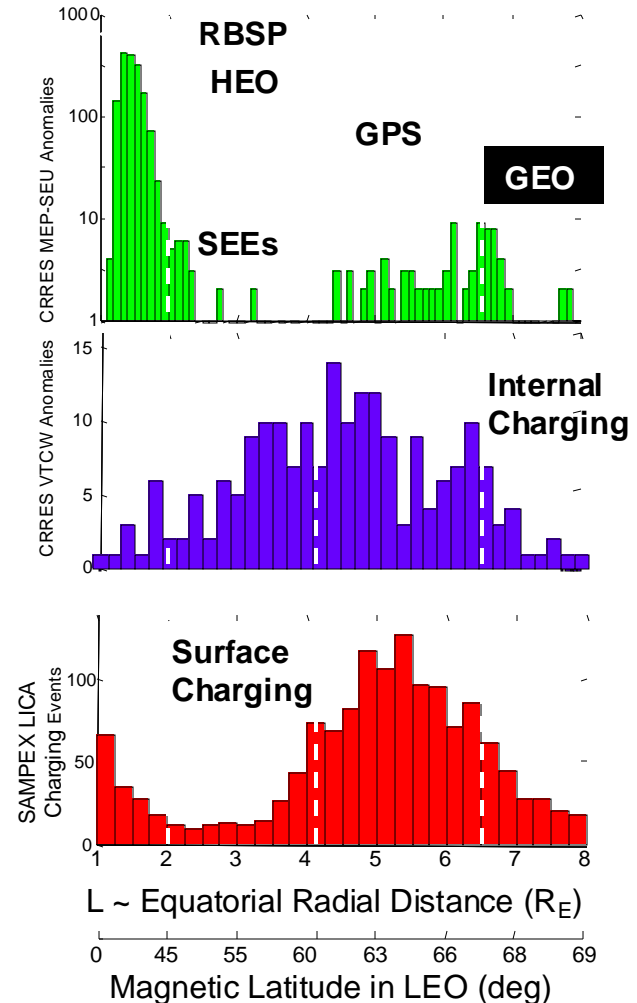 1000
100
10
1
CRRES MEP-SEU Anomalies
RBSP
HEO
GPS
GEO
SEEs
15
10
5
0
CRRES VTCW Anomalies
Internal
Charging
100
50
0
SAMPEX LICA
Charging Events
Surface
Charging
1 2 3 4 5 6 7 8
L ~ Equatorial Radial Distance (R_E)
0 45 55 60 63 66 68 69
Magnetic Latitude in LEO (deg)